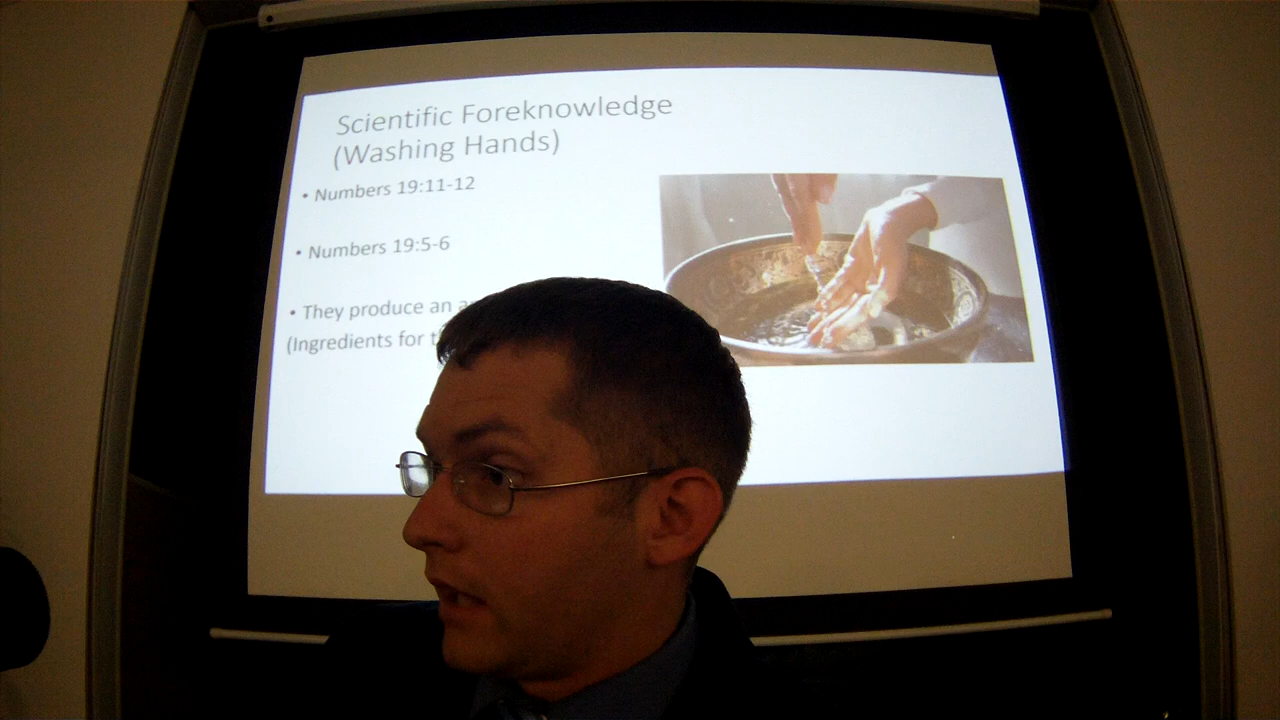 Scientific Foreknowledge
(Washing Hands)
• Numbers 19:11-12
• Numbers 19:5-6
• They produce an
(Ingredients for